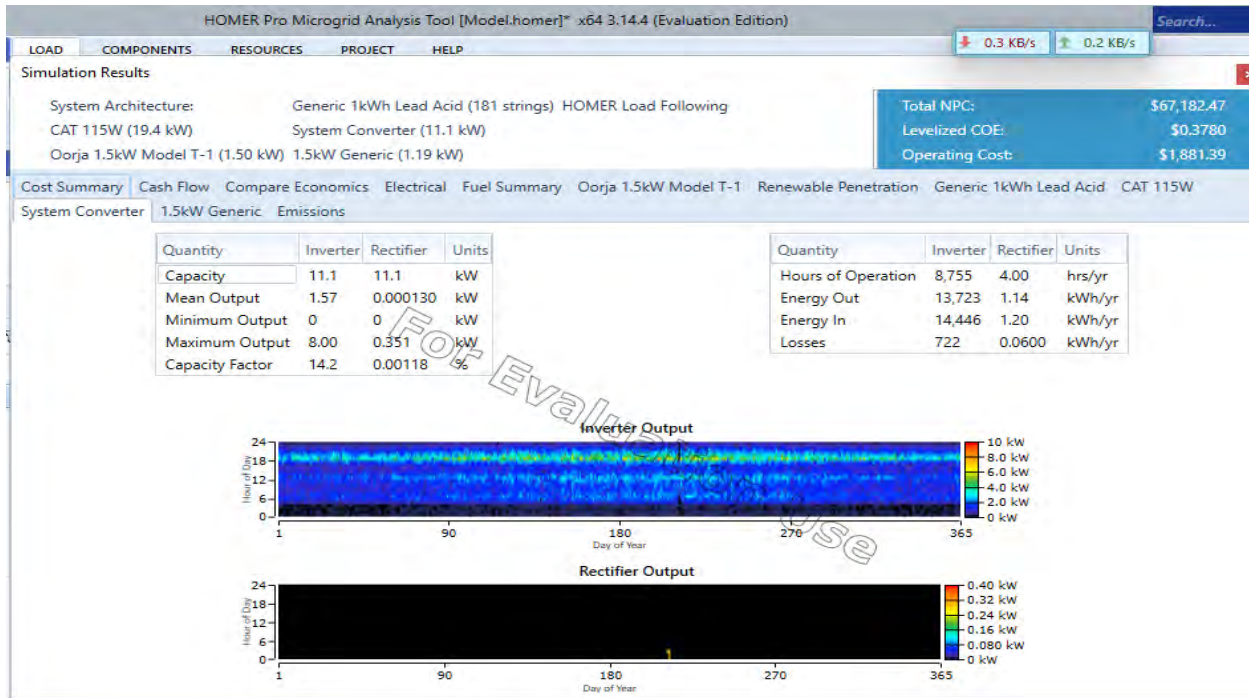 HOMER Pro Microgrid Analysis Tool [Model.homer]* x64 3.14.4 (Evaluation Edition)
Search...
0.3 KB/s 0.2 KB/s
LOAD COMPONENTS RESOURCES PROJECT HELP
Simulation Results
System Architecture: Generic 1kWh Lead Acid (181 strings) HOMER Load Following
CAT 115W (19.4 kW) System Converter (11.1 kW)
Oorja 1.5kW Model T-1 (1.50 kW) 1.5kW Generic (1.19 kW)
Total NPC: $67,182.47
Levelized COE: $0.3780
Operating Cost: $1,881.39
Cost Summary Cash Flow Compare Economics Electrical Fuel Summary Oorja 1.5kW Model T-1 Renewable Penetration Generic 1kWh Lead Acid CAT 115W
System Converter 1.5kW Generic Emissions
Quantity Inverter Rectifier Units
Capacity 11.1 11.1 kW
Mean Output 1.57 0.000130 kW
Minimum Output 0 0 kW
Maximum Output 8.00 0.351 kW
Capacity Factor 14.2 0.00118 %
Quantity Inverter Rectifier Units
Hours of Operation 8,755 4.00 hrs/yr
Energy Out 13,723 1.14 kWh/yr
Energy In 14,446 1.20 kWh/yr
Losses 722 0.0600 kWh/yr
For Evaluation Use
Inverter Output
Hour of Day
24
18
12
6
0
1 90 180 270 365
Day of Year
10 kW
8.0 kW
6.0 kW
4.0 kW
2.0 kW
0 kW
Rectifier Output
Hour of Day
24
18
12
6
0
1 90 180 270 365
Day of Year
0.40 kW
0.32 kW
0.24 kW
0.16 kW
0.080 kW
0 kW